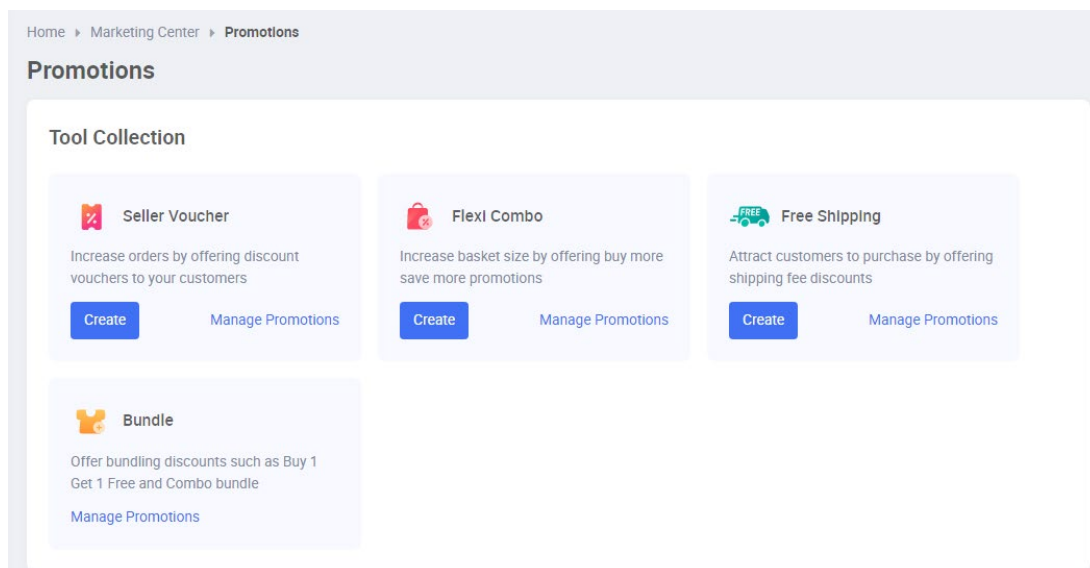 Home ▸ Marketing Center ▸ Promotions
Promotions
Tool Collection
Seller Voucher
Increase orders by offering discount
vouchers to your customers
Create
Manage Promotions
Flexi Combo
Increase basket size by offering buy more
save more promotions
Create
Manage Promotions
FREE
Free Shipping
Attract customers to purchase by offering
shipping fee discounts
Create
Manage Promotions
Bundle
Offer bundling discounts such as Buy 1
Get 1 Free and Combo bundle
Manage Promotions